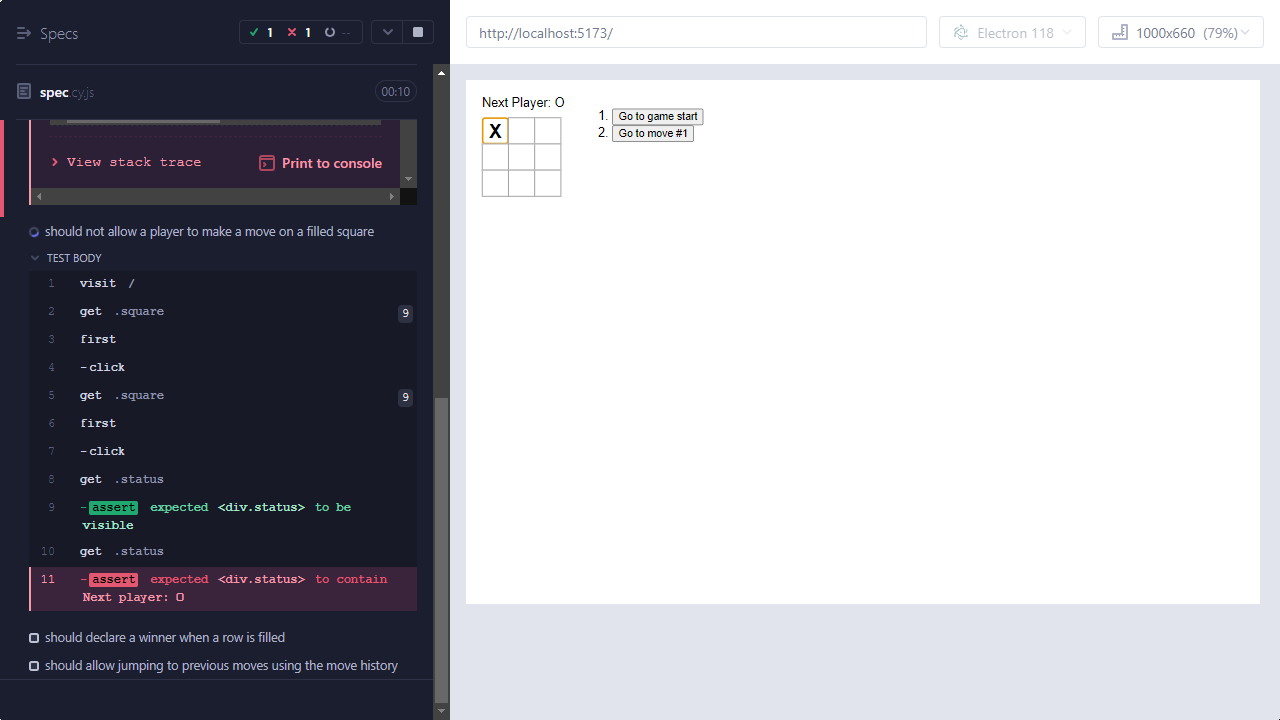 Specs
1
1
--
spec.cy.js
00:10
View stack trace
Print to console
should not allow a player to make a move on a filled square
TEST BODY
1 visit /
2 get .square 9
3 first
4 -click
5 get .square 9
6 first
7 -click
8 get .status
9 -assert expected <div.status> to be
visible
10 get .status
11 -assert expected <div.status> to contain
Next player: O
should declare a winner when a row is filled
should allow jumping to previous moves using the move history
http://localhost:5173/
Electron 118
1000x660 (79%)
Next Player: O
X
1. Go to game start
2. Go to move #1